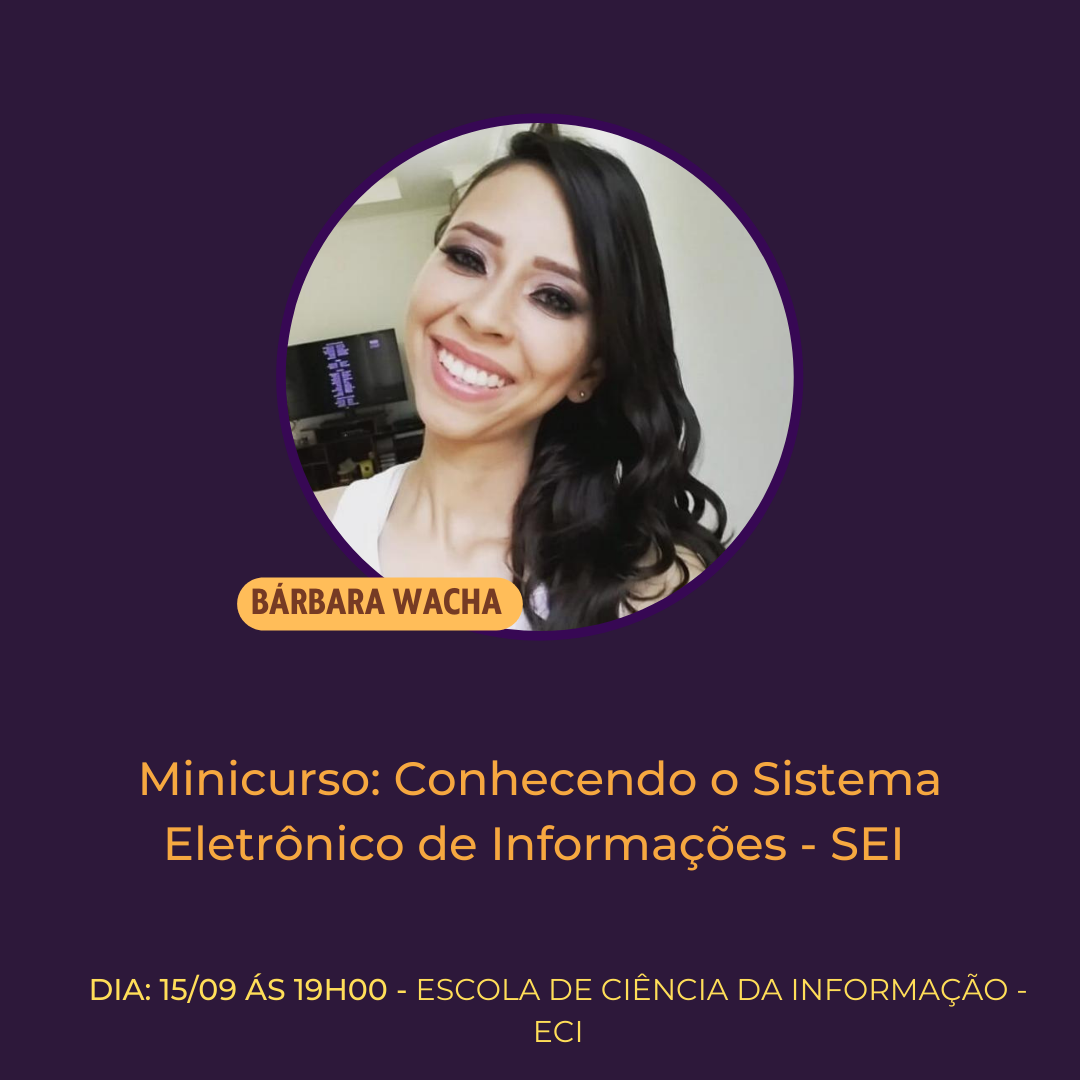 BÁRBARA WACHA
Minicurso: Conhecendo o Sistema
Eletrônico de Informações - SEI
DIA: 15/09 ÁS 19H00 - ESCOLA DE CIÊNCIA DA INFORMAÇÃO -
ECI